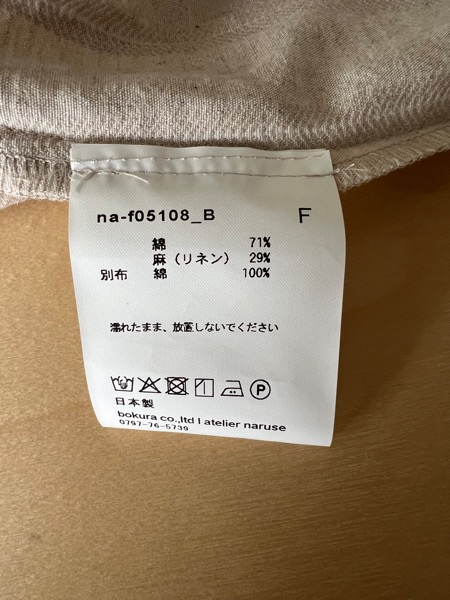 na-f05108_B F
綿 71%
麻（リネン） 29%
別布 綿 100%
濡れたまま、放置しないでください
P
日本製
bokura co.,ltd l atelier naruse
0797-76-5739